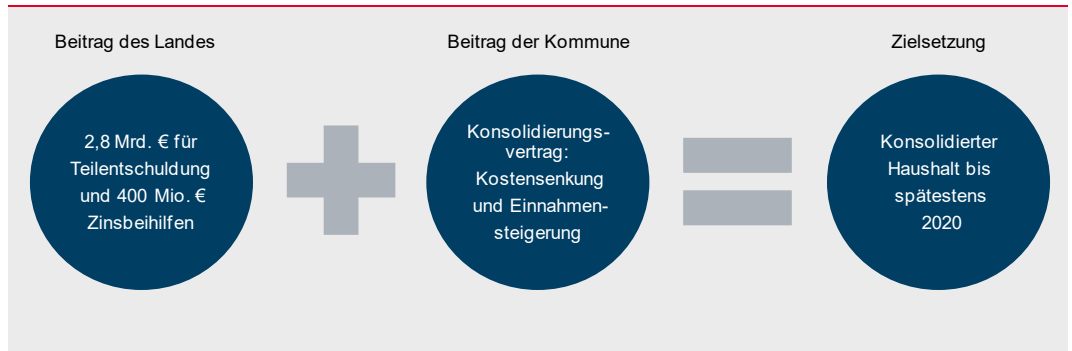 Beitrag des Landes
2,8 Mrd. € für
Teilentschuldung
und 400 Mio. €
Zinsbeihilfen
Beitrag der Kommune
Konsolidierungs-
vertrag:
Kostensenkung
und Einnahmen-
steigerung
Zielsetzung
Konsolidierter
Haushalt bis
spätestens
2020